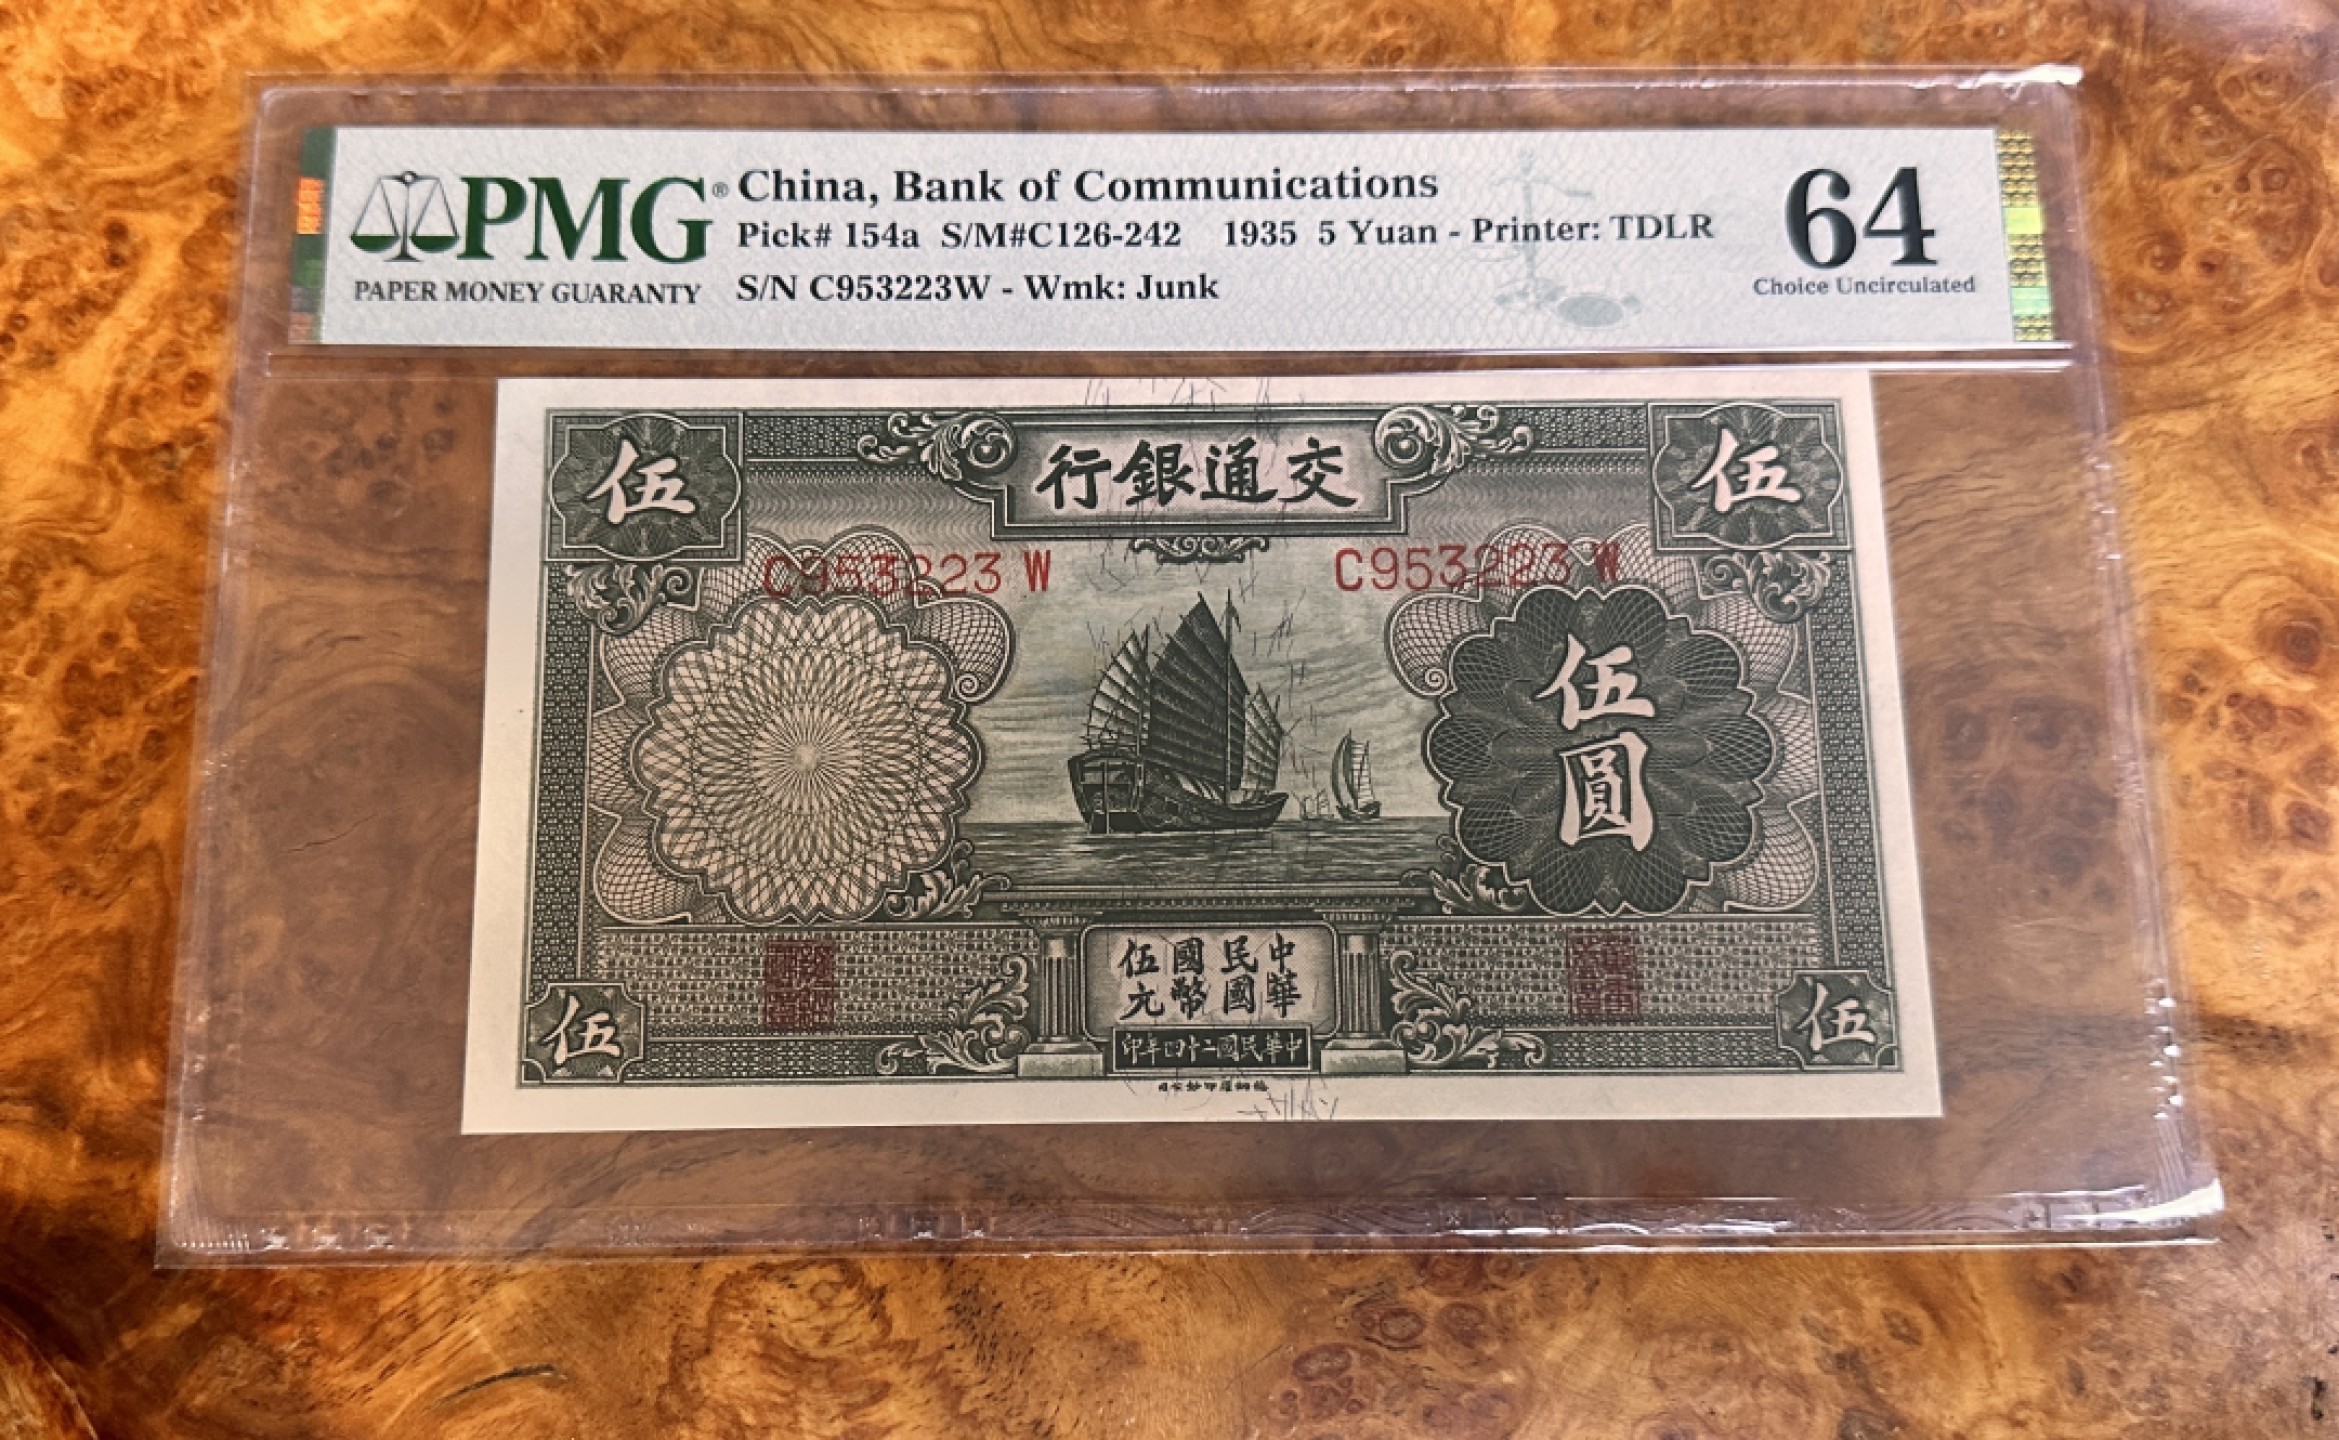 PMG®
PAPER MONEY GUARANTY
China, Bank of Communications
Pick# 154a S/M#C126-242 1935 5 Yuan - Printer: TDLR
S/N C953223W - Wmk: Junk
64
Choice Uncirculated
伍
行銀通交
伍
C953223 W
C953223 W
伍圓
中華民國國幣伍元
印年四十二國民華中
伍
伍